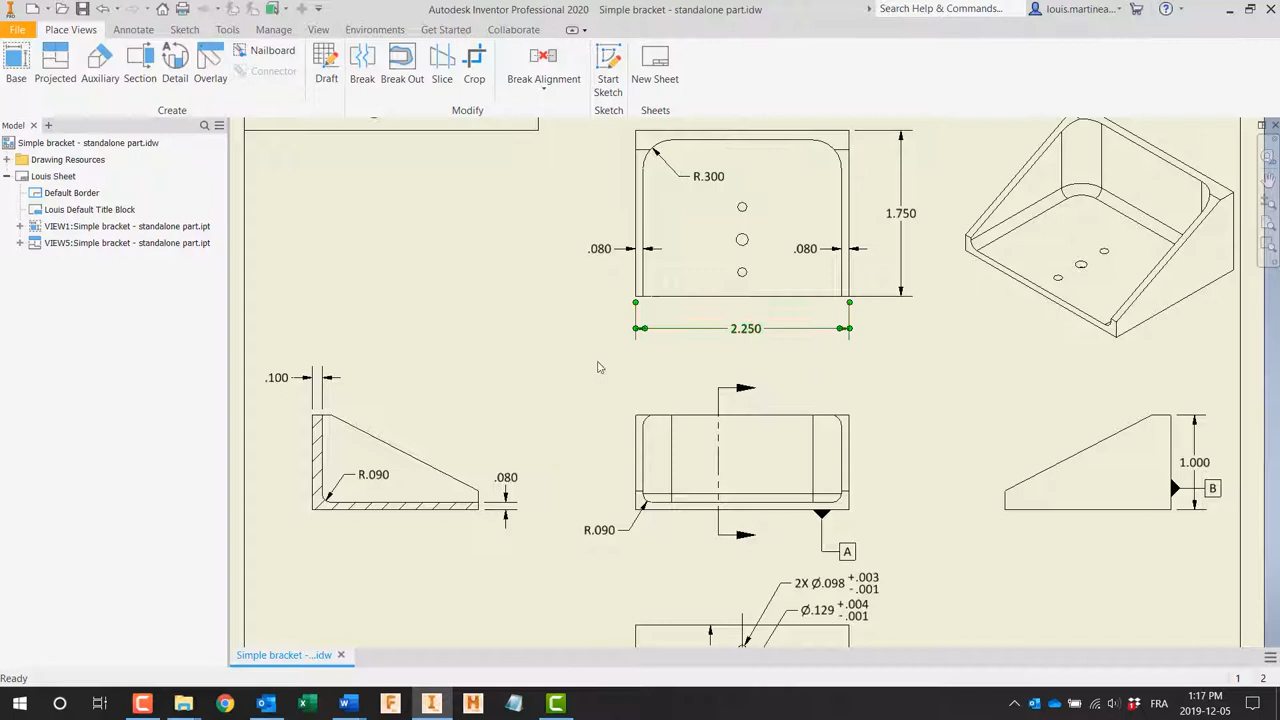 Autodesk Inventor Professional 2020 Simple bracket - standalone part.idw
Search Help & Commands...
louis.martinea...
File Place Views Annotate Sketch Tools Manage View Environments Get Started Collaborate
Base Projected Auxiliary Section Detail Overlay
Nailboard
Connector
Draft
Break Break Out Slice Crop
Break Alignment
Start
Sketch
New Sheet
Create Modify Sketch Sheets
Model
Simple bracket - standalone part.idw
Drawing Resources
Louis Sheet
Default Border
Louis Default Title Block
VIEW1:Simple bracket - standalone part.ipt
VIEW5:Simple bracket - standalone part.ipt
R.300
1.750
.080
.080
2.250
.100
R.090
.080
R.090
A
1.000
B
2X Ø.098 +.003
-.001
Ø.129 +.004
-.001
Simple bracket -...idw
Ready
1 2
FRA
1:17 PM
2019-12-05